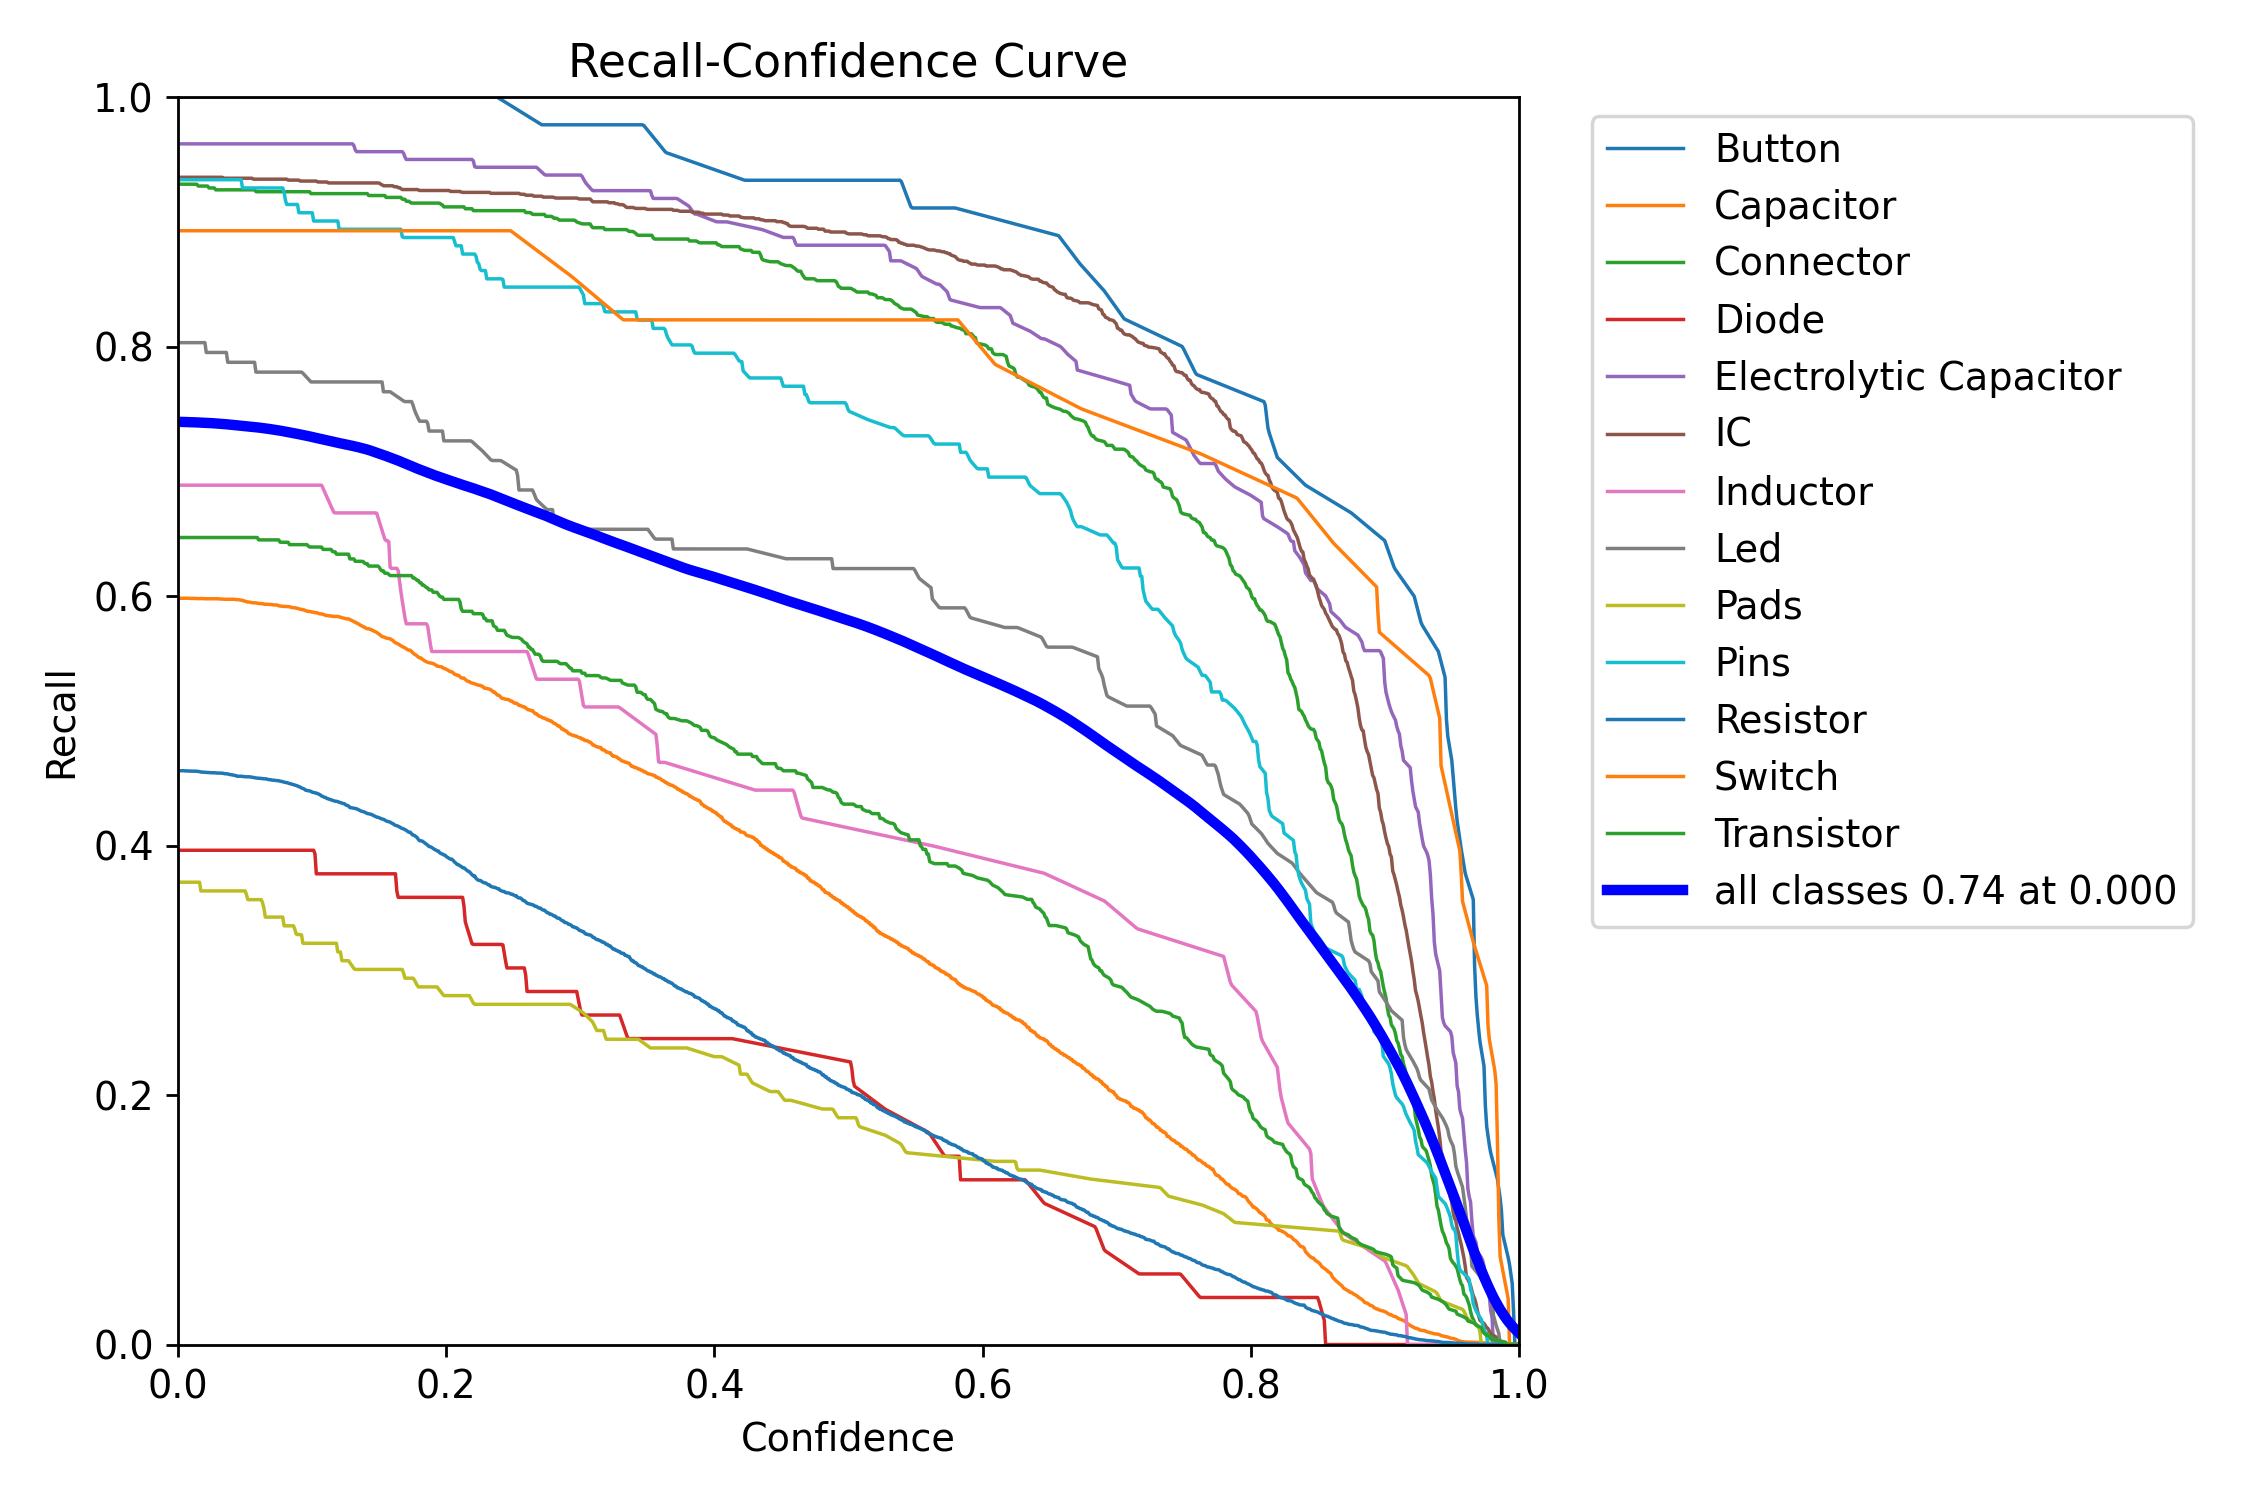 Recall-Confidence Curve
1.0
0.8
0.6
0.4
0.2
0.0
Recall
0.0 0.2 0.4 0.6 0.8 1.0
Confidence
Button
Capacitor
Connector
Diode
Electrolytic Capacitor
IC
Inductor
Led
Pads
Pins
Resistor
Switch
Transistor
all classes 0.74 at 0.000